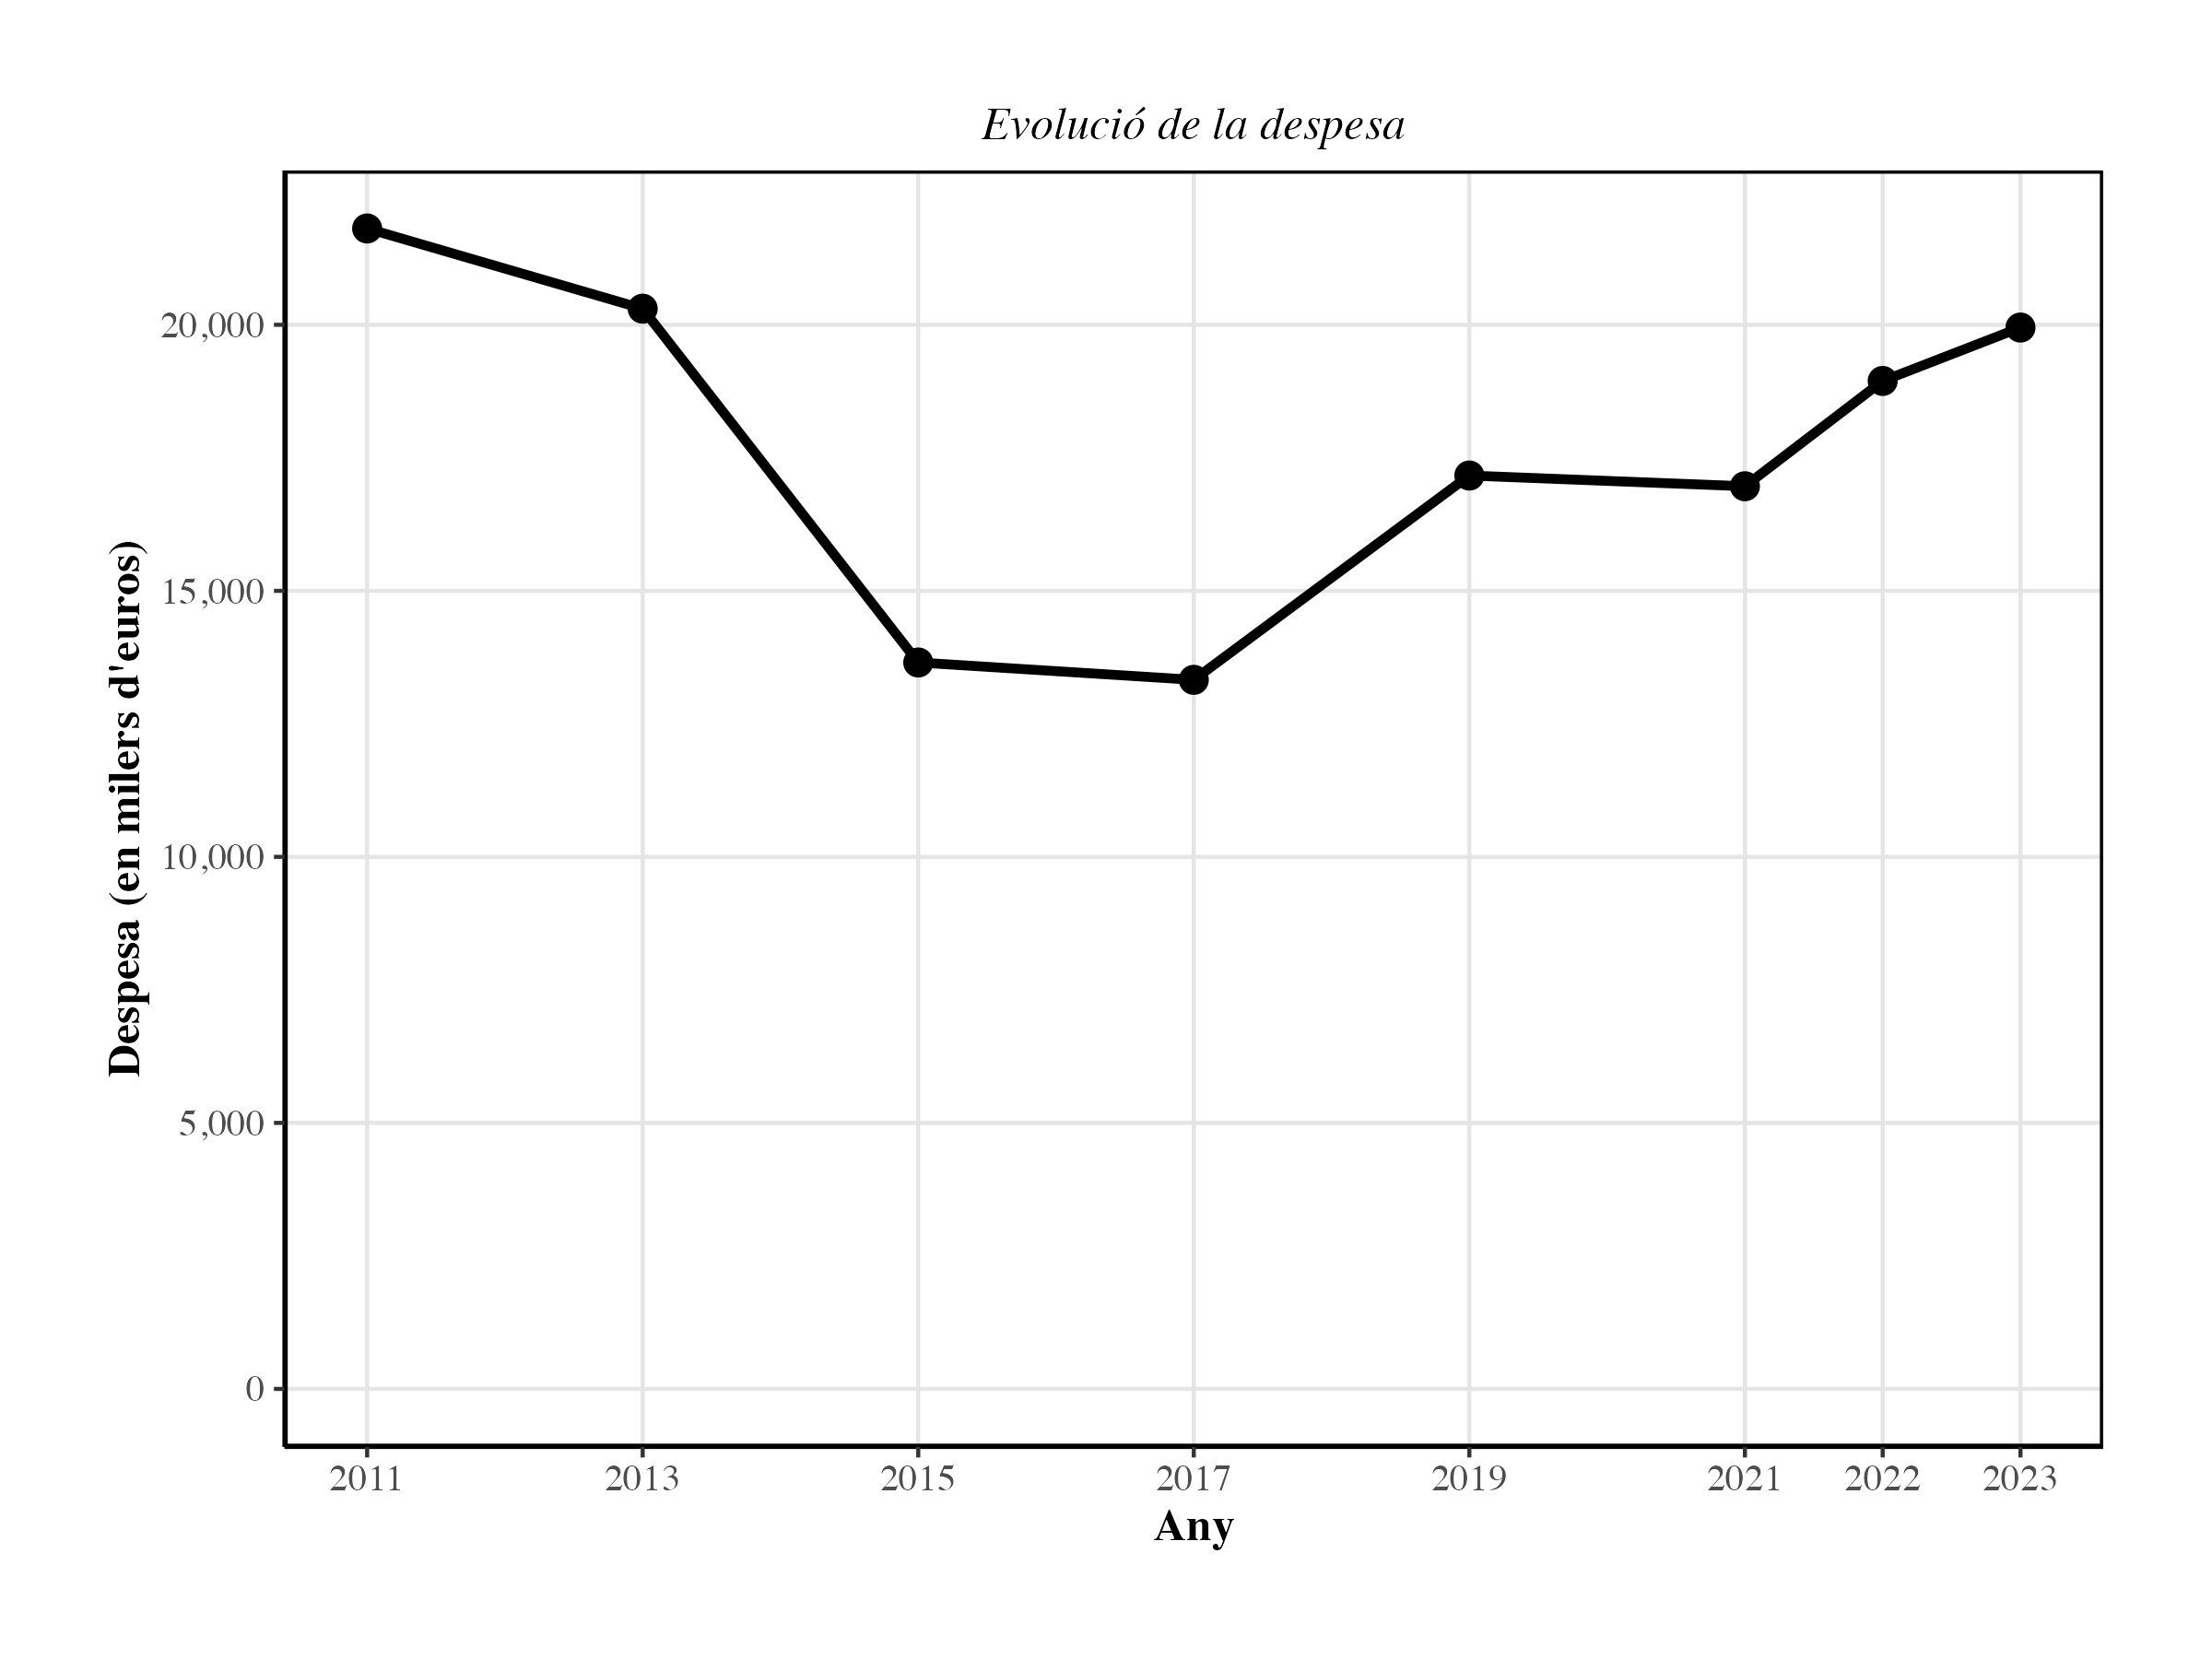 Evolució de la despesa
Despesa (en milers d'euros)
20,000
15,000
10,000
5,000
0
2011 2013 2015 2017 2019 2021 2022 2023
Any